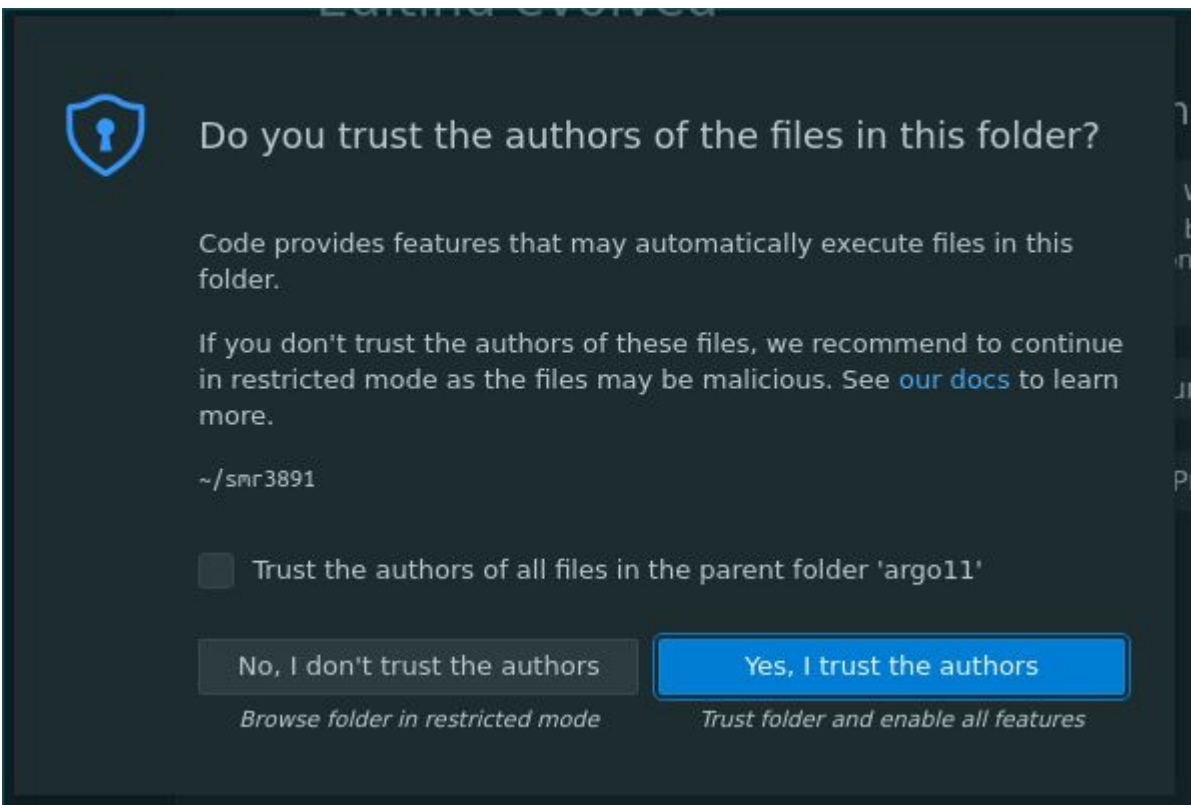 Editing evolved
Do you trust the authors of the files in this folder?
Code provides features that may automatically execute files in this
folder.
If you don't trust the authors of these files, we recommend to continue
in restricted mode as the files may be malicious. See our docs to learn
more.
~/smr3891
Trust the authors of all files in the parent folder 'argo11'
No, I don't trust the authors
Yes, I trust the authors
Browse folder in restricted mode
Trust folder and enable all features